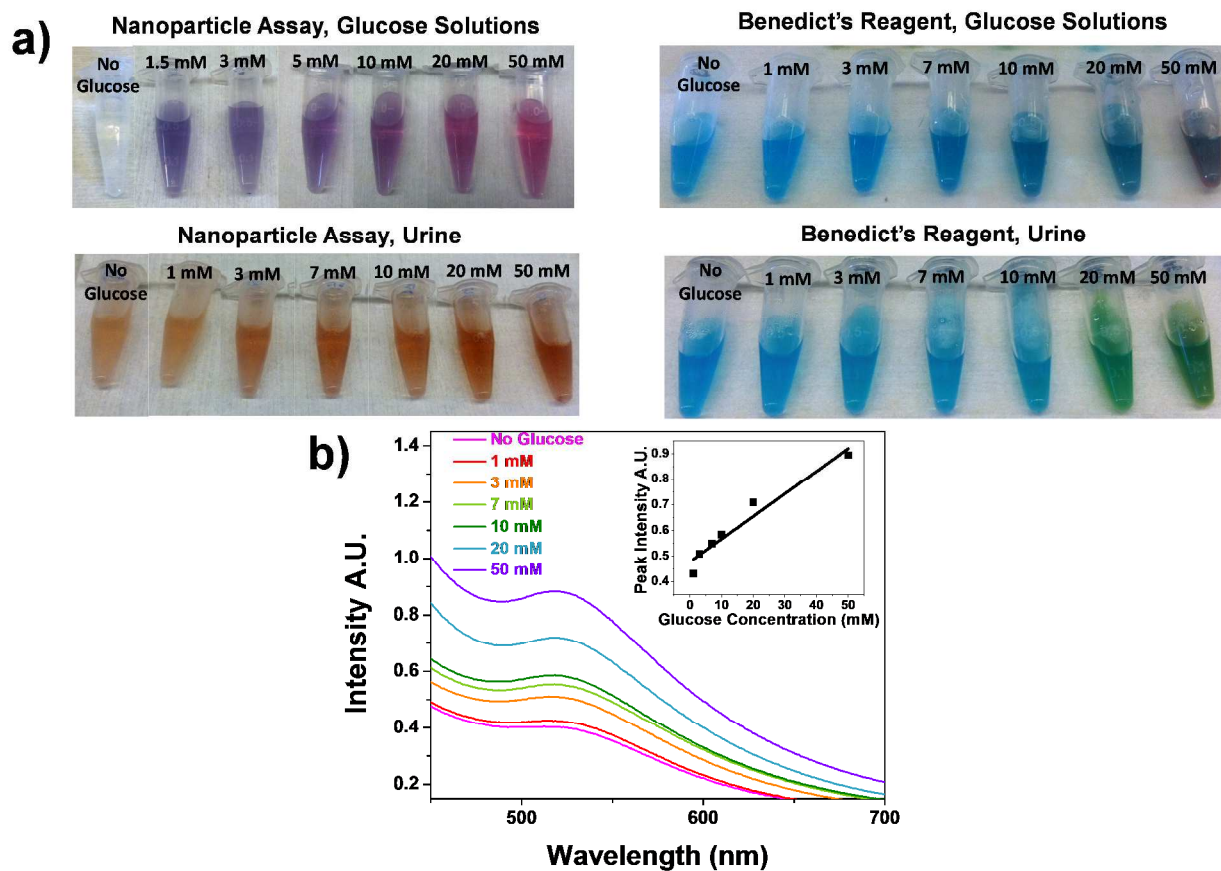 a)
Nanoparticle Assay, Glucose Solutions
No Glucose
1.5 mM
3 mM
5 mM
10 mM
20 mM
50 mM
Benedict's Reagent, Glucose Solutions
No Glucose
1 mM
3 mM
7 mM
10 mM
20 mM
50 mM
Nanoparticle Assay, Urine
No Glucose
1 mM
3 mM
7 mM
10 mM
20 mM
50 mM
Benedict's Reagent, Urine
No Glucose
1 mM
3 mM
7 mM
10 mM
20 mM
50 mM
b)
No Glucose
1 mM
3 mM
7 mM
10 mM
20 mM
50 mM
Intensity A.U.
1.4
1.2
1.0
0.8
0.6
0.4
0.2
500
600
700
Wavelength (nm)
Peak Intensity A.U.
0.9
0.8
0.7
0.6
0.5
0.4
0
10
20
30
40
50
Glucose Concentration (mM)